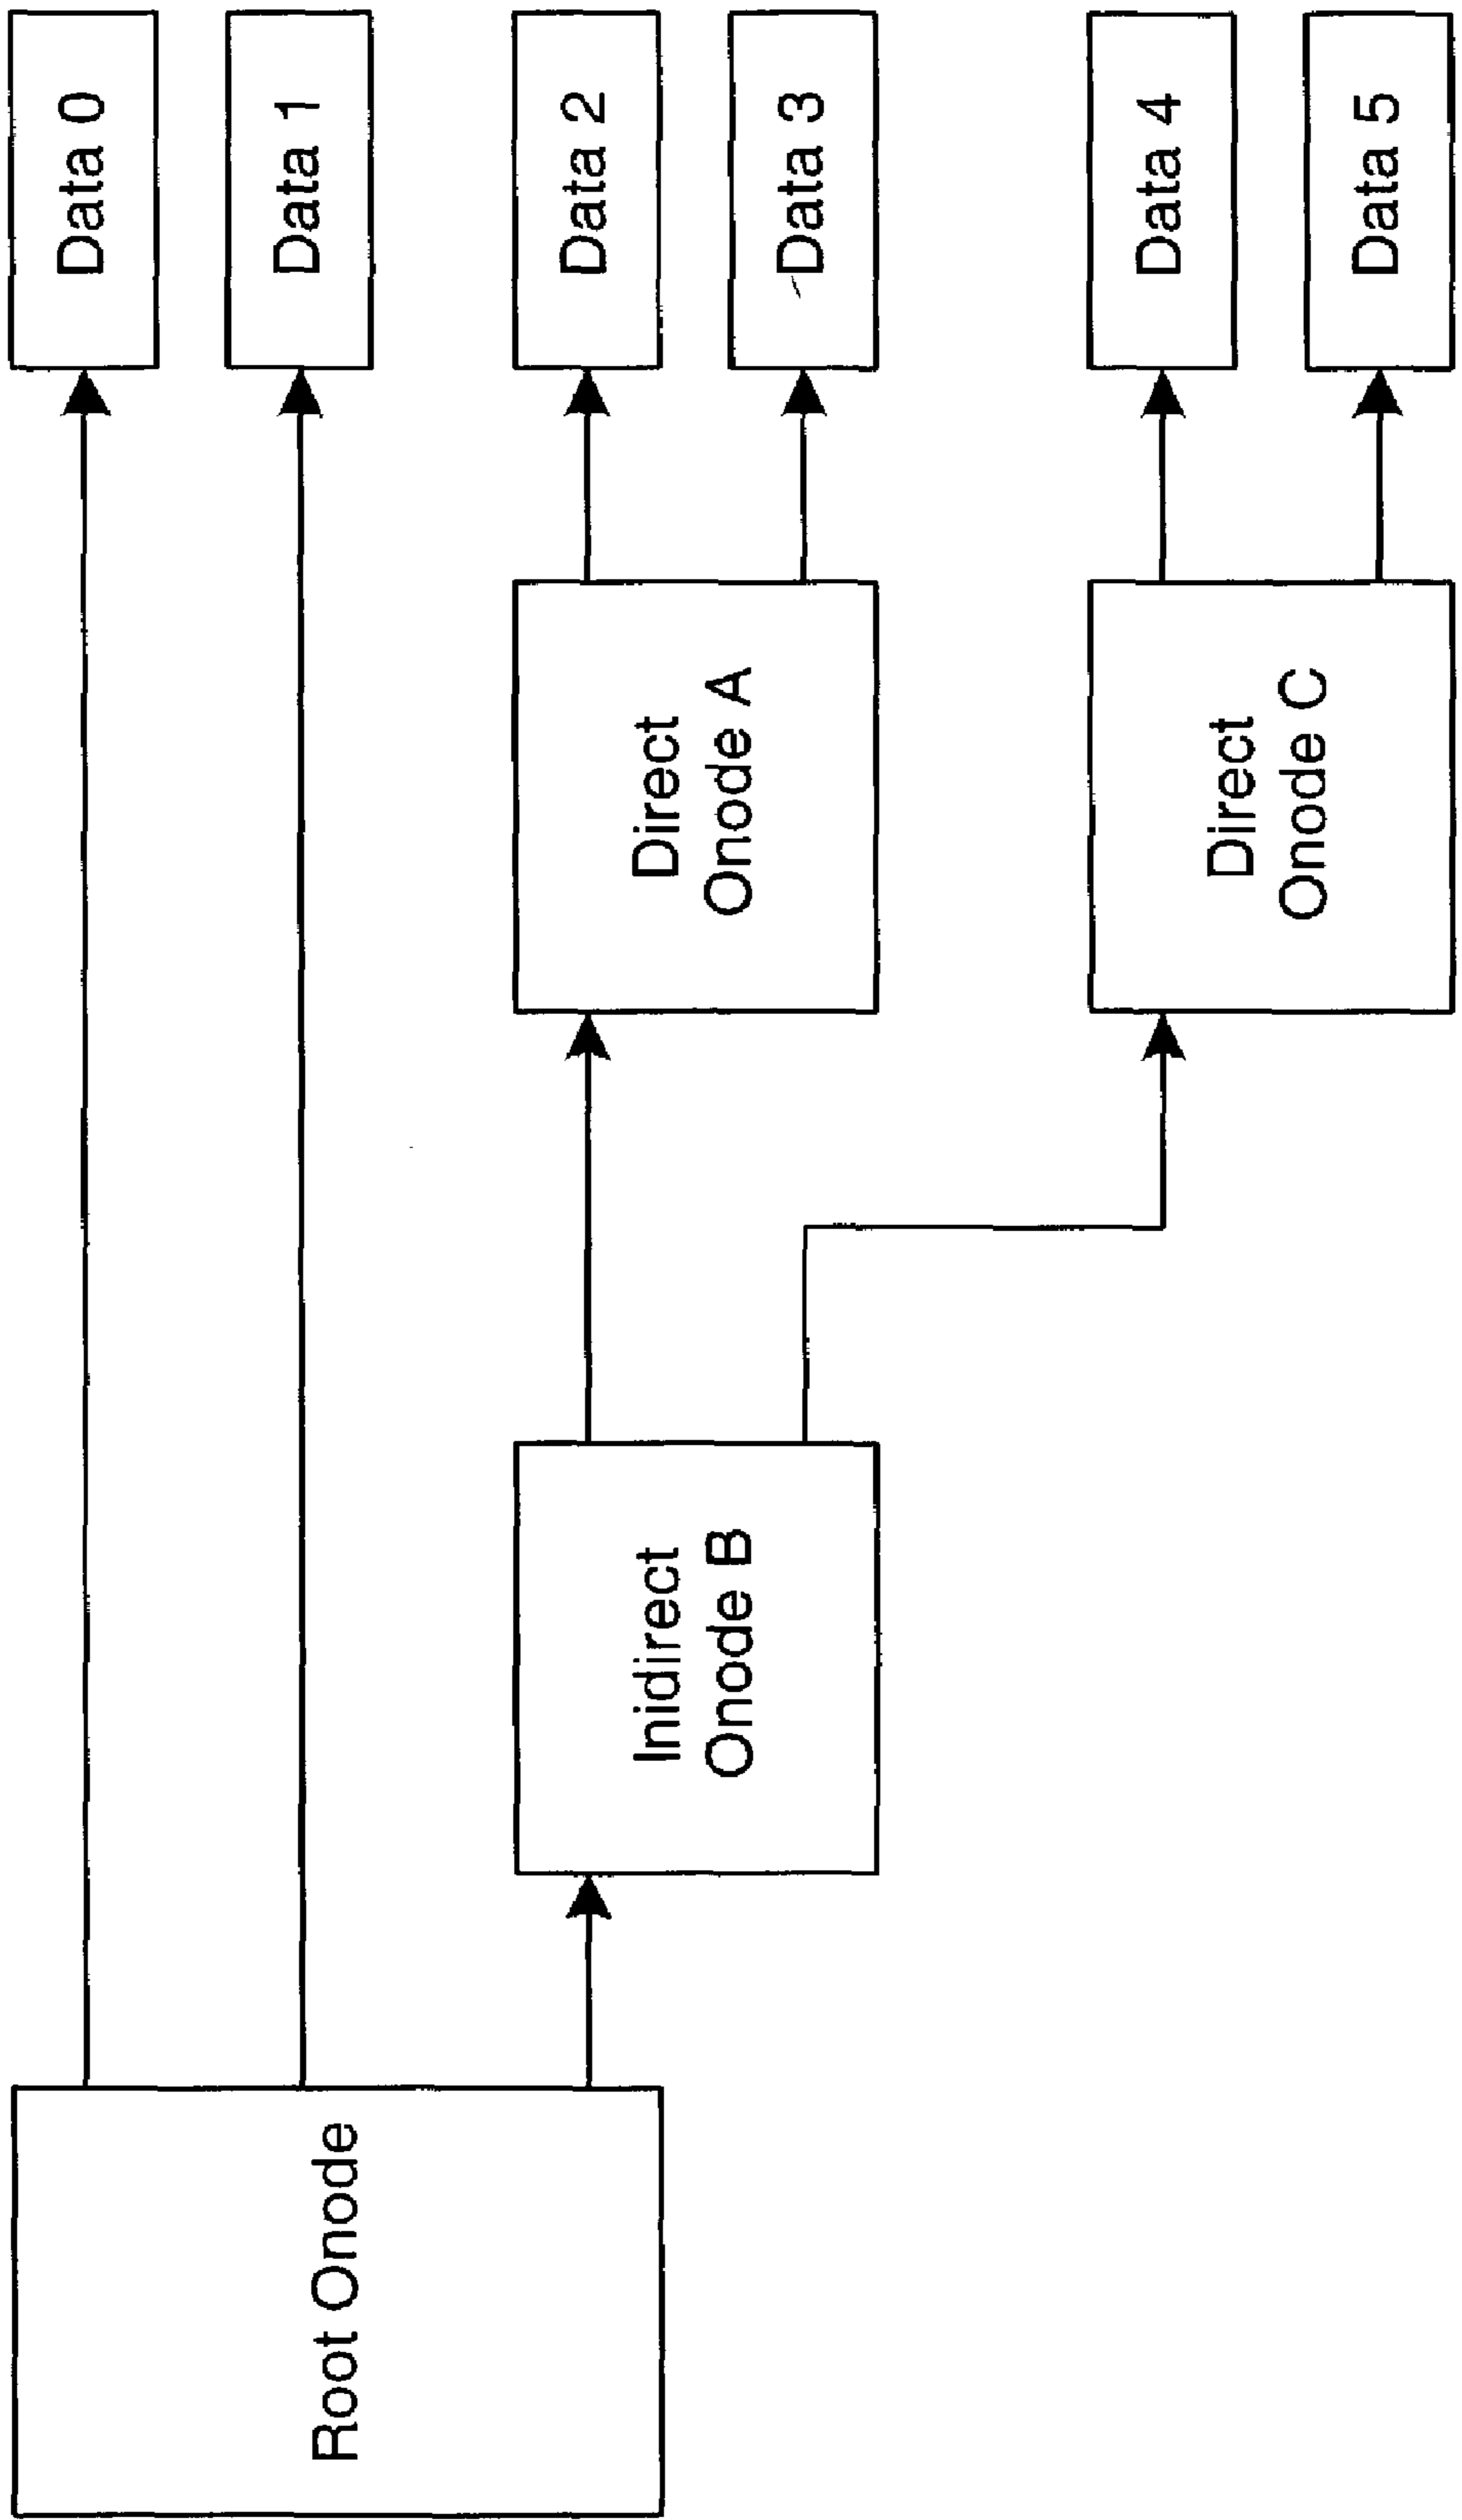 Root Onode
Inidirect
Onode B
Direct
Onode A
Direct
Onode C
Data 0
Data 1
Data 2
Data 3
Data 4
Data 5